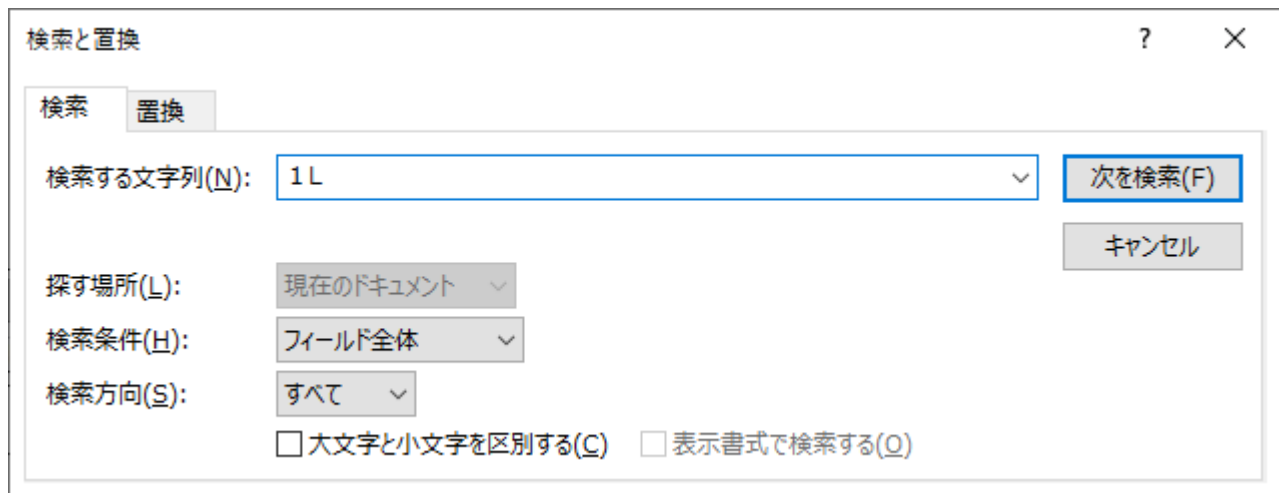 検索と置換
検索 置換
検索する文字列(N): 1L 次を検索(F)
キャンセル
探す場所(L): 現在のドキュメント
検索条件(H): フィールド全体
検索方向(S): すべて
大文字と小文字を区別する(C) 表示書式で検索する(O)